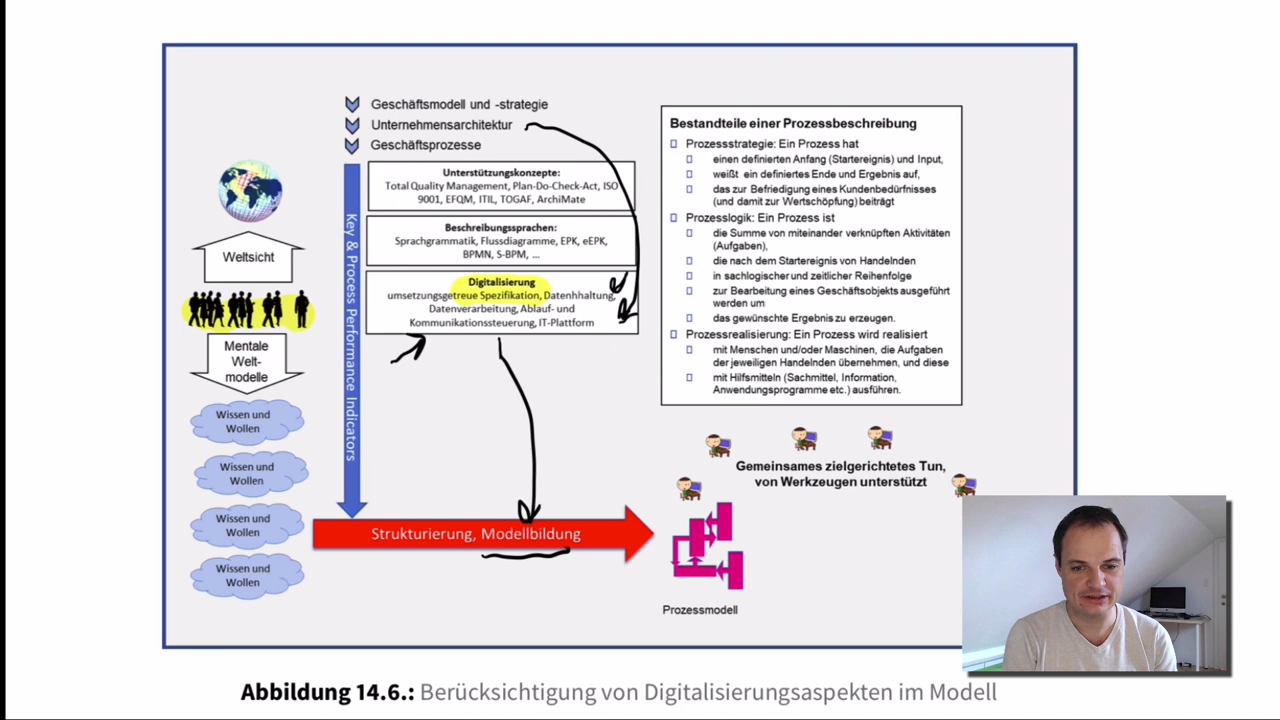 Geschäftsmodell und -strategie
Unternehmensarchitektur
Geschäftsprozesse
Unterstützungskonzepte:
Total Quality Management, Plan-Do-Check-Act, ISO
9001, EFQM, ITIL, TOGAF, ArchiMate
Beschreibungssprachen:
Sprachgrammatik, Flussdiagramme, EPK, eEPK,
BPMN, S-BPM, ...
Digitalisierung
umsetzungsgetreue Spezifikation, Datenhhaltung,
Datenverarbeitung, Ablauf- und
Kommunikationssteuerung, IT-Plattform
Key & Process Performance Indicators
Weltsicht
Mentale
Welt-
modelle
Wissen und
Wollen
Wissen und
Wollen
Wissen und
Wollen
Wissen und
Wollen
Strukturierung, Modellbildung
Bestandteile einer Prozessbeschreibung
Prozessstrategie: Ein Prozess hat
einen definierten Anfang (Startereignis) und Input,
weißt ein definiertes Ende und Ergebnis auf,
das zur Befriedigung eines Kundenbedürfnisses
(und damit zur Wertschöpfung) beiträgt
Prozesslogik: Ein Prozess ist
die Summe von miteinander verknüpften Aktivitäten
(Aufgaben),
die nach dem Startereignis von Handelnden
in sachlogischer und zeitlicher Reihenfolge
zur Bearbeitung eines Geschäftsobjekts ausgeführt
werden um
das gewünschte Ergebnis zu erzeugen.
Prozessrealisierung: Ein Prozess wird realisiert
mit Menschen und/oder Maschinen, die Aufgaben
der jeweiligen Handelnden übernehmen, und diese
mit Hilfsmitteln (Sachmittel, Information,
Anwendungsprogramme etc.) ausführen.
Gemeinsames zielgerichtetes Tun,
von Werkzeugen unterstützt
Prozessmodell
Abbildung 14.6.: Berücksichtigung von Digitalisierungsaspekten im Modell